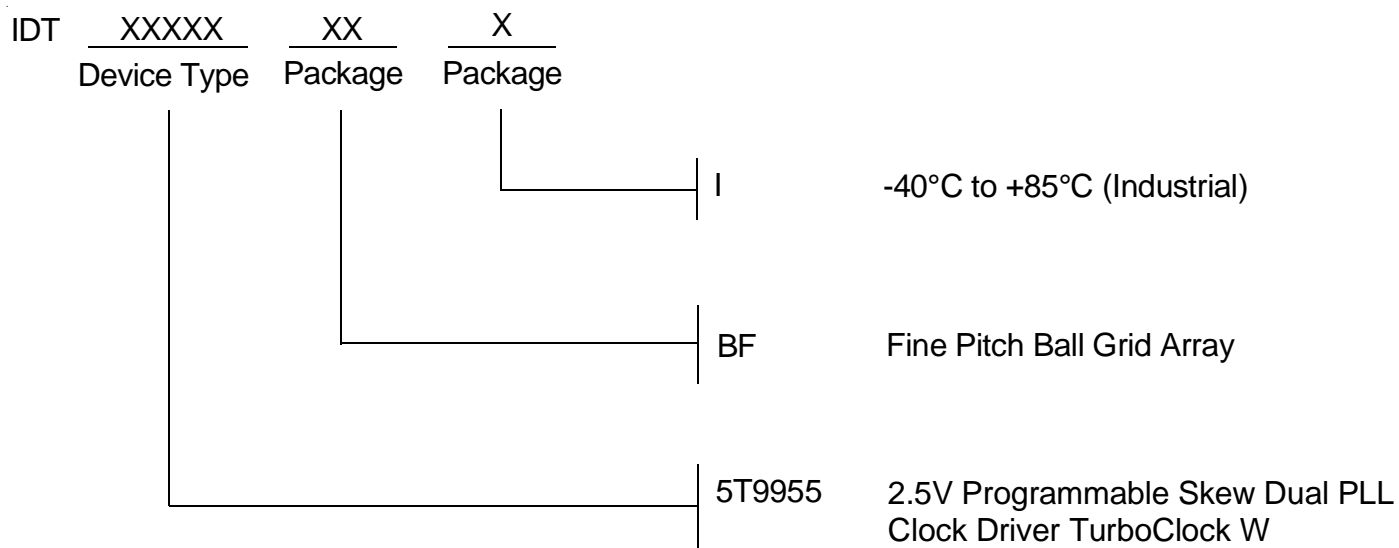 IDT XXXXX XX X
Device Type Package Package
I -40°C to +85°C (Industrial)
BF Fine Pitch Ball Grid Array
5T9955 2.5V Programmable Skew Dual PLL
Clock Driver TurboClock W